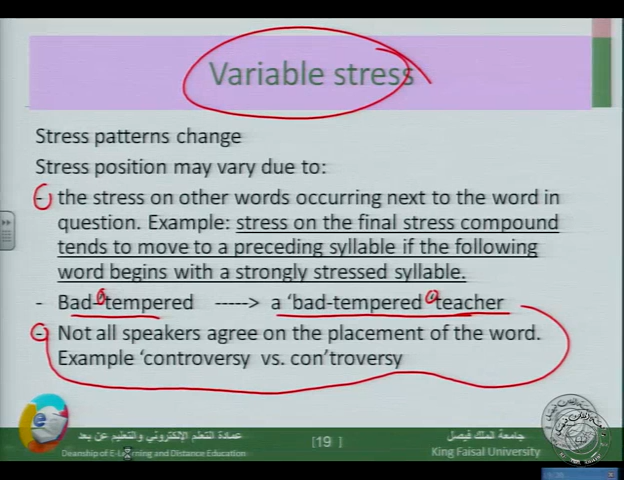 Variable stress
Stress patterns change
Stress position may vary due to:
- the stress on other words occurring next to the word in
question. Example: stress on the final stress compound
tends to move to a preceding syllable if the following
word begins with a strongly stressed syllable.
- Bad-'tempered -----> a 'bad-tempered 'teacher
- Not all speakers agree on the placement of the word.
Example 'controversy vs. con'troversy
عمادة التعلم الإلكتروني والتعليم عن بعد
Deanship of E-Learning and Distance Education
[ 19 ]
جامعة الملك فيصل
King Faisal University